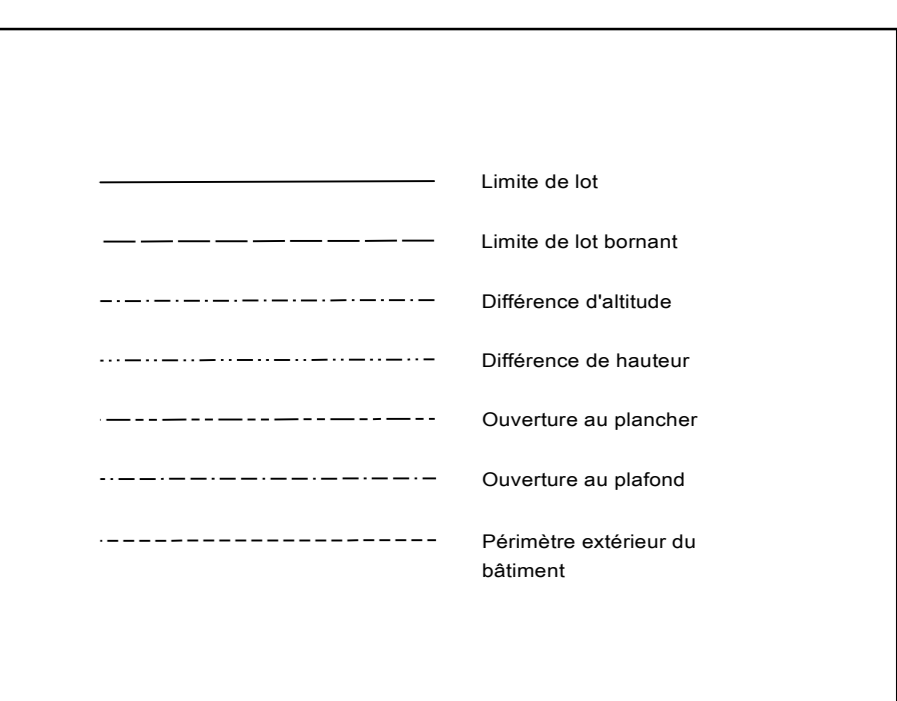 Limite de lot
Limite de lot bornant
Différence d'altitude
Différence de hauteur
Ouverture au plancher
Ouverture au plafond
Périmètre extérieur du
bâtiment